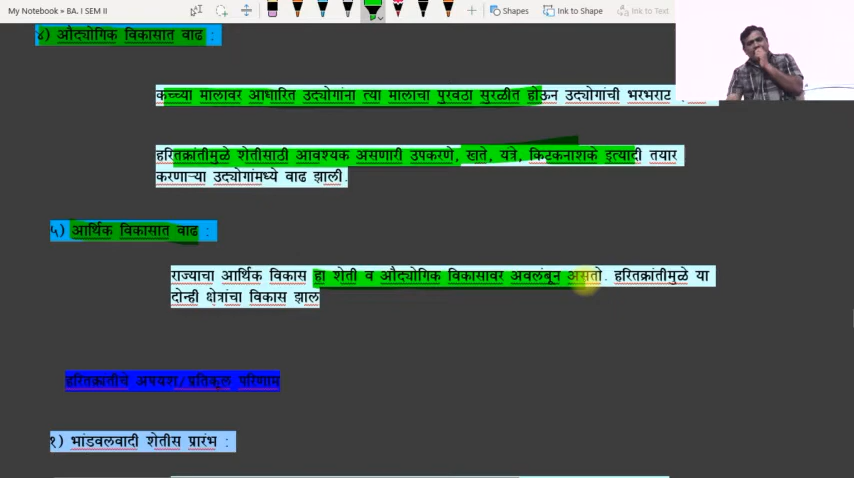 My Notebook » BA. I SEM II
Shapes
Ink to Shape
Ink to Text
४) औद्योगिक विकासात वाढ :
कच्च्या मालावर आधारित उद्योगांना त्या मालाचा पुरवठा सुरळीत होऊन उद्योगांची भरभराट
हरितक्रांतीमुळे शेतीसाठी आवश्यक असणारी उपकरणे, खते, यंत्रे, किटकनाशके इत्यादी तयार
करणाऱ्या उद्योगांमध्ये वाढ झाली.
५) आर्थिक विकासात वाढ :
राज्याचा आर्थिक विकास हा शेती व औद्योगिक विकासावर अवलंबून असतो. हरितक्रांतीमुळे या
दोन्ही क्षेत्रांचा विकास झाल
हरितक्रातीचे अपयश/प्रतिकूल परिणाम
१) भांडवलवादी शेतीस प्रारंभ :